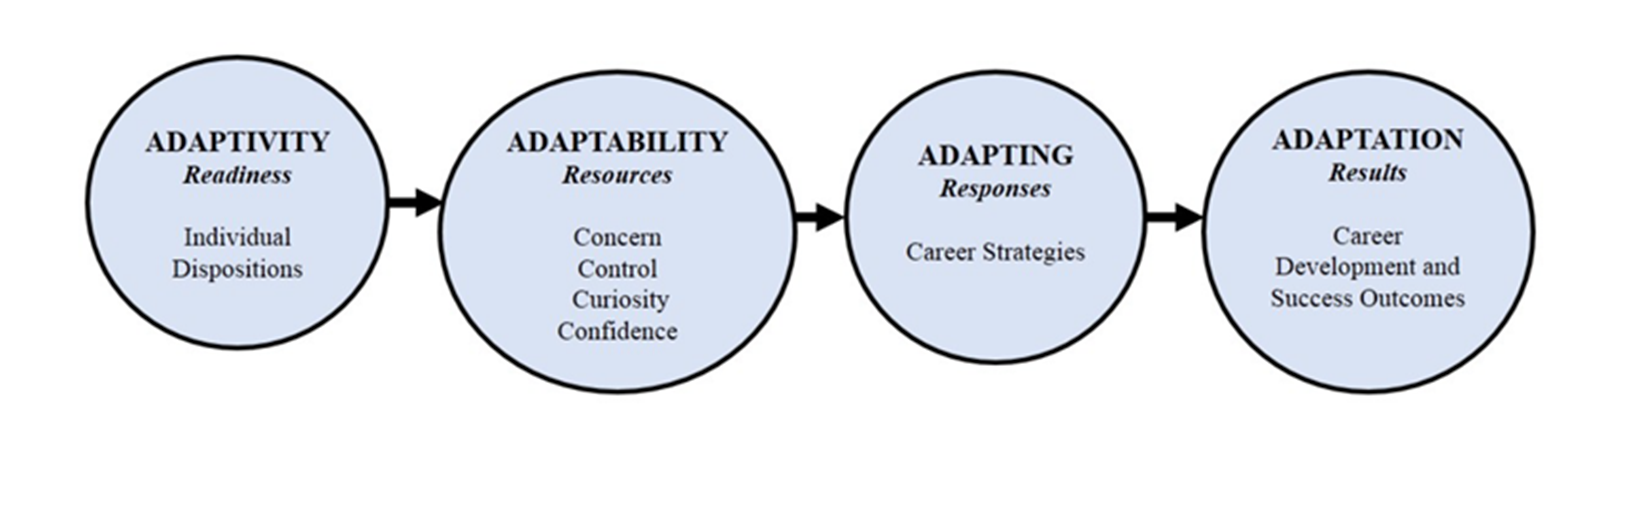 ADAPTIVITY
Readiness
Individual
Dispositions
ADAPTABILITY
Resources
Concern
Control
Curiosity
Confidence
ADAPTING
Responses
Career Strategies
ADAPTATION
Results
Career
Development and
Success Outcomes